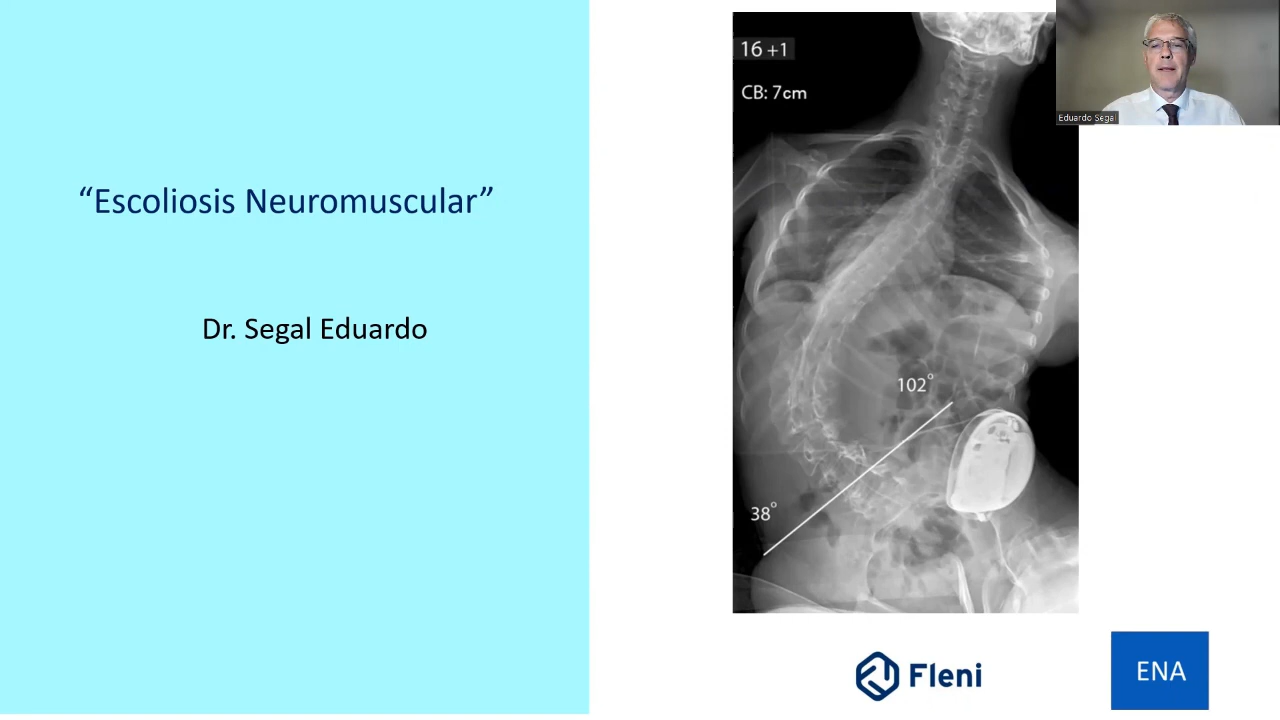 “Escoliosis Neuromuscular”
Dr. Segal Eduardo
16 +1
CB: 7cm
102°
38°
Eduardo Segal
Fleni
ENA